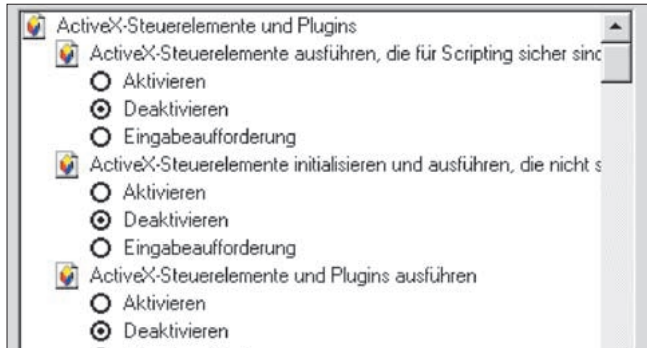 ActiveX-Steuerelemente und Plugins
ActiveX-Steuerelemente ausführen, die für Scripting sicher
Aktivieren
Deaktivieren
Eingabeaufforderung
ActiveX-Steuerelemente initialisieren und ausführen, die nicht
Aktivieren
Deaktivieren
Eingabeaufforderung
ActiveX-Steuerelemente und Plugins ausführen
Aktivieren
Deaktivieren